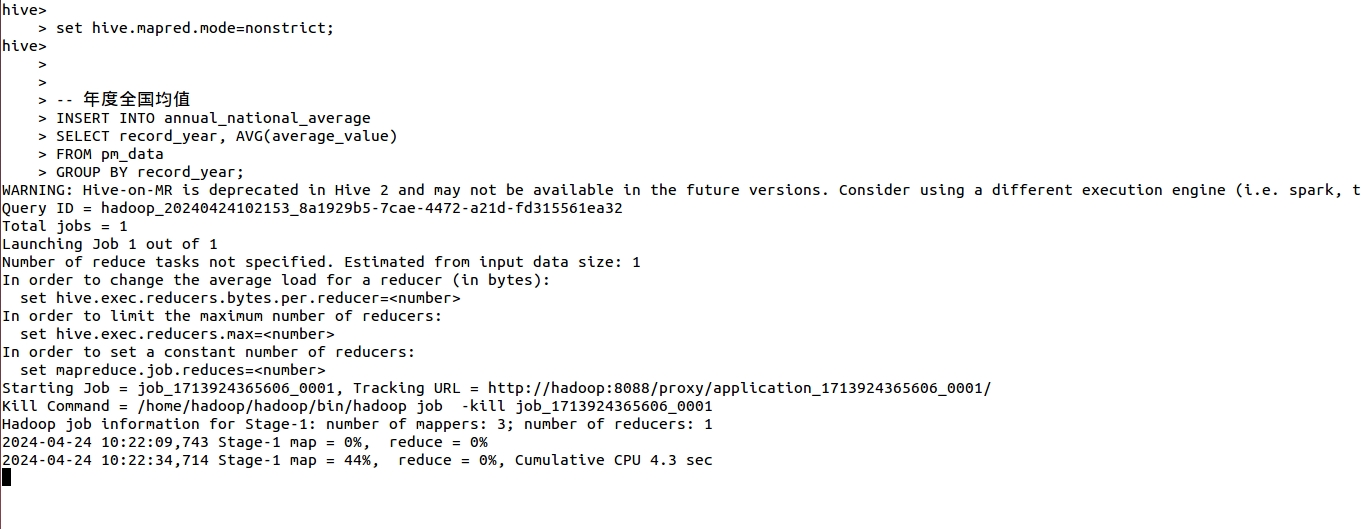 hive>
    > set hive.mapred.mode=nonstrict;
hive>
    >
    >
    > -- 年度全国均值
    > INSERT INTO annual_national_average
    > SELECT record_year, AVG(average_value)
    > FROM pm_data
    > GROUP BY record_year;
WARNING: Hive-on-MR is deprecated in Hive 2 and may not be available in the future versions. Consider using a different execution engine (i.e. spark, t
Query ID = hadoop_20240424102153_8a1929b5-7cae-4472-a21d-fd315561ea32
Total jobs = 1
Launching Job 1 out of 1
Number of reduce tasks not specified. Estimated from input data size: 1
In order to change the average load for a reducer (in bytes):
  set hive.exec.reducers.bytes.per.reducer=<number>
In order to limit the maximum number of reducers:
  set hive.exec.reducers.max=<number>
In order to set a constant number of reducers:
  set mapreduce.job.reduces=<number>
Starting Job = job_1713924365606_0001, Tracking URL = http://hadoop:8088/proxy/application_1713924365606_0001/
Kill Command = /home/hadoop/hadoop/bin/hadoop job  -kill job_1713924365606_0001
Hadoop job information for Stage-1: number of mappers: 3; number of reducers: 1
2024-04-24 10:22:09,743 Stage-1 map = 0%,  reduce = 0%
2024-04-24 10:22:34,714 Stage-1 map = 44%,  reduce = 0%, Cumulative CPU 4.3 sec